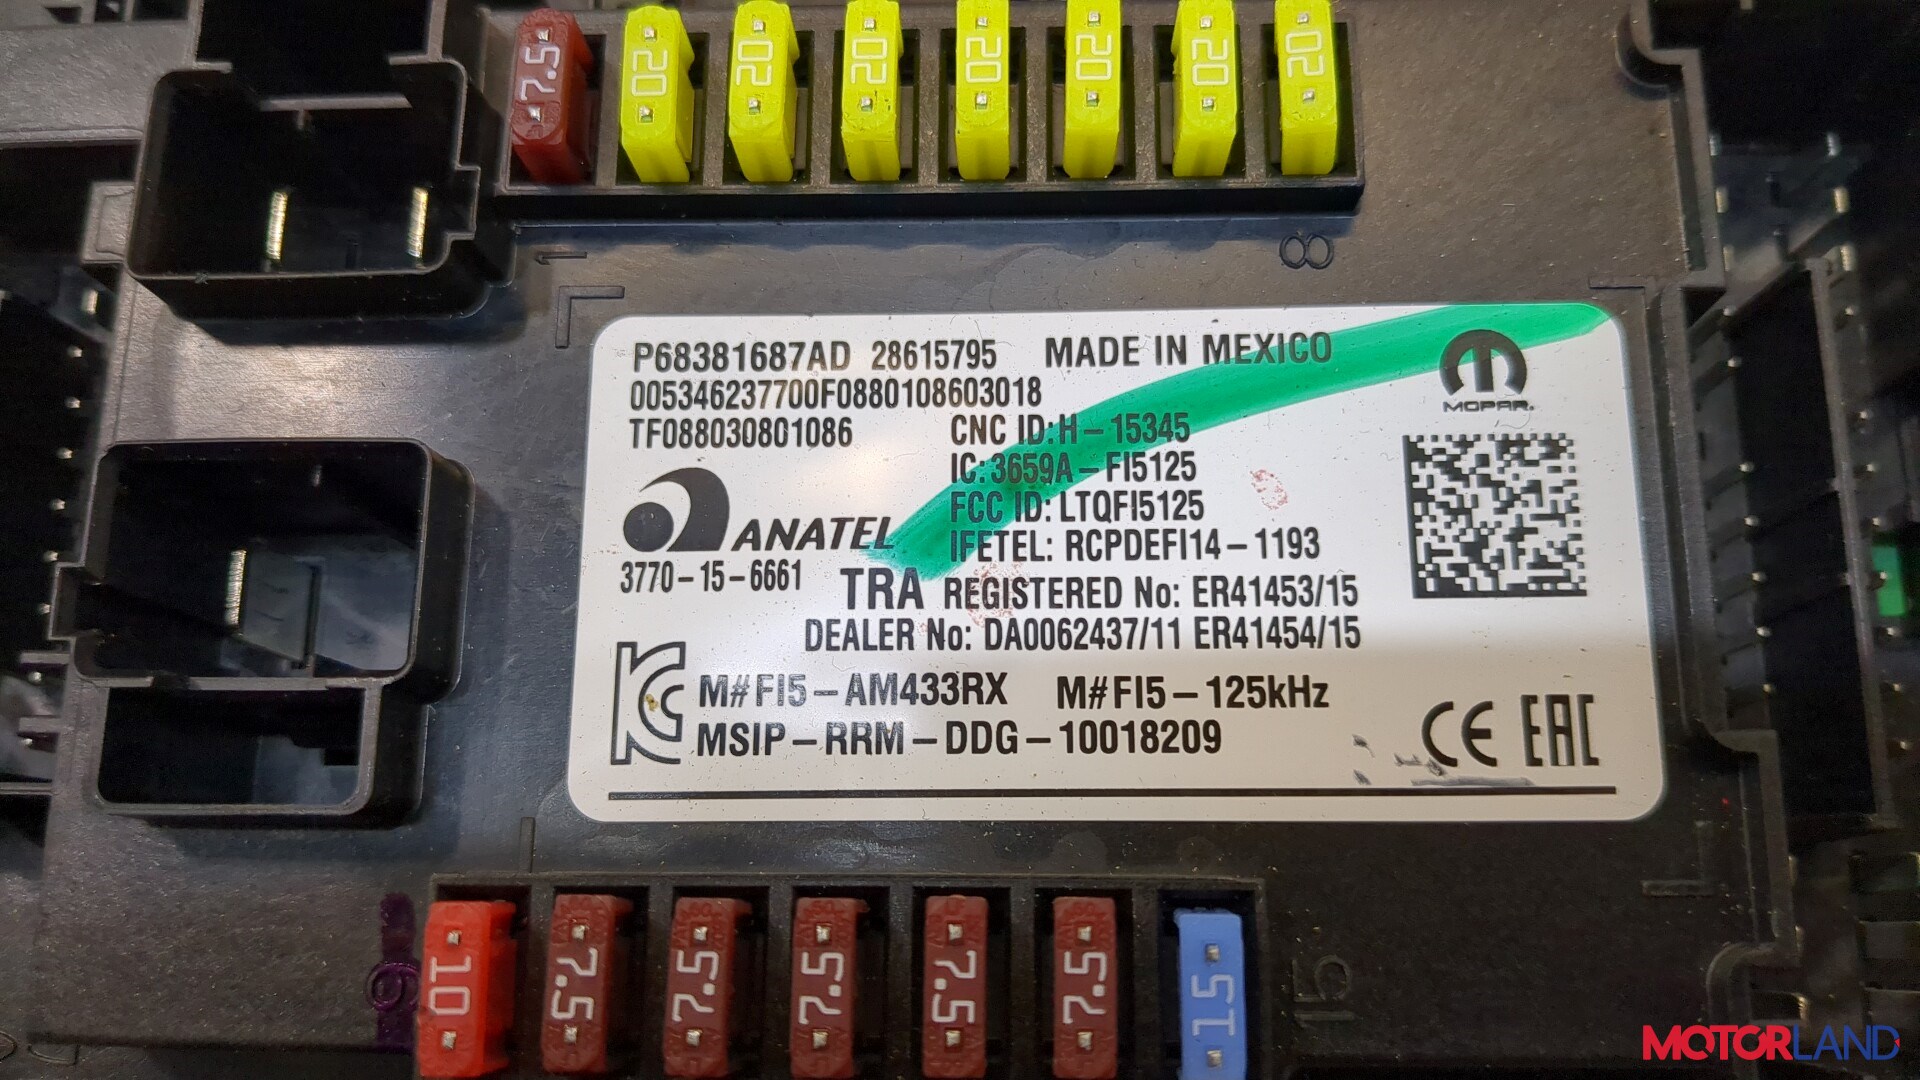 7.5 20 20 20 20 20 20 20
1 8
P68381687AD 28615795 MADE IN MEXICO
005346237700F0880108603018
MOPAR.
TF088030801086 CNC ID: H-15345
IC: 3659A-FI5125
FCC ID: LTQFI5125
ANATEL IFETEL: RCPDEFI14-1193
3770-15-6661 TRA REGISTERED No: ER41453/15
DEALER No: DA0062437/11 ER41454/15
M#FI5-AM433RX M#FI5-125kHz
MSIP-RRM-DDG-10018209 CE EAC
9 15
10 7.5 7.5 7.5 7.5 7.5 15
MOTORLAND